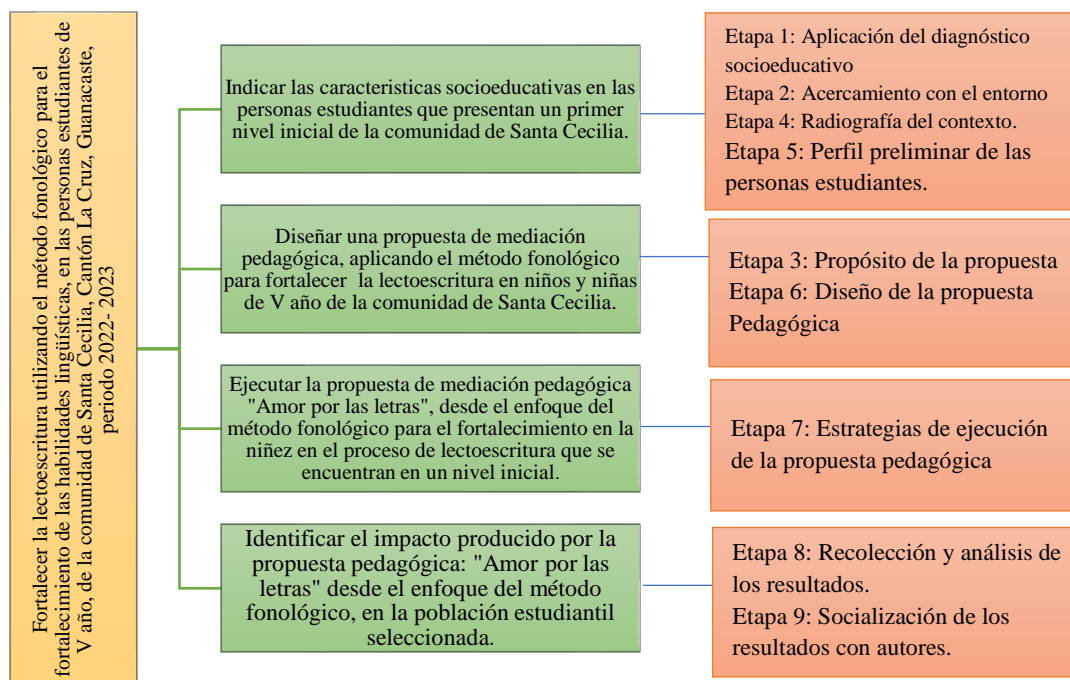 Fortalecer la lectoescritura utilizando el método fonológico para el
fortalecimiento de las habilidades lingüísticas, en las personas estudiantes de
V año, de la comunidad de Santa Cecilia, Cantón La Cruz, Guanacaste,
periodo 2022- 2023
Indicar las caracteristicas socioeducativas en las
personas estudiantes que presentan un primer
nivel inicial de la comunidad de Santa Cecilia.
Etapa 1: Aplicación del diagnóstico
socioeducativo
Etapa 2: Acercamiento con el entorno
Etapa 4: Radiografía del contexto.
Etapa 5: Perfil preliminar de las
personas estudiantes.
Diseñar una propuesta de mediación
pedagógica, aplicando el método fonológico
para fortalecer la lectoescritura en niños y niñas
de V año de la comunidad de Santa Cecilia.
Etapa 3: Propósito de la propuesta
Etapa 6: Diseño de la propuesta
Pedagógica
Ejecutar la propuesta de mediación pedagógica
"Amor por las letras", desde el enfoque del
método fonológico para el fortalecimiento en la
niñez en el proceso de lectoescritura que se
encuentran en un nivel inicial.
Etapa 7: Estrategias de ejecución
de la propuesta pedagógica
Identificar el impacto producido por la
propuesta pedagógica: "Amor por las
letras" desde el enfoque del método
fonológico, en la población estudiantil
seleccionada.
Etapa 8: Recolección y análisis de
los resultados.
Etapa 9: Socialización de los
resultados con autores.